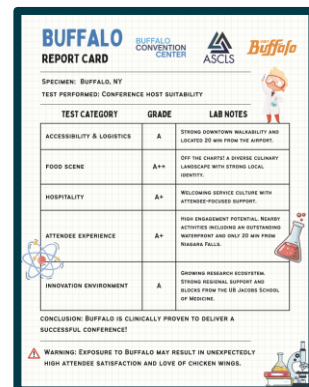 BUFFALO
REPORT CARD
BUFFALO
CONVENTION
CENTER
ASCLS
Buffalo
SPECIMEN: BUFFALO, NY
TEST PERFORMED: CONFERENCE HOST SUITABILITY
TEST CATEGORY GRADE LAB NOTES
ACCESSIBILITY & LOGISTICS A STRONG DOWNTOWN WALKABILITY AND
LOCATED 20 MIN FROM THE AIRPORT.
FOOD SCENE A++ OFF THE CHARTS! A DIVERSE CULINARY
LANDSCAPE WITH STRONG LOCAL
IDENTITY.
HOSPITALITY A+ WELCOMING SERVICE CULTURE WITH
ATTENDEE-FOCUSED SUPPORT.
ATTENDEE EXPERIENCE A+ HIGH ENGAGEMENT POTENTIAL. NEARBY
ACTIVITIES INCLUDING AN OUTSTANDING
WATERFRONT AND ONLY 20 MIN FROM
NIAGARA FALLS.
INNOVATION ENVIRONMENT A GROWING RESEARCH ECOSYSTEM.
STRONG REGIONAL SUPPORT AND
BLOCKS FROM THE UB JACOBS SCHOOL
OF MEDICINE.
CONCLUSION: BUFFALO IS CLINICALLY PROVEN TO DELIVER A
SUCCESSFUL CONFERENCE!
WARNING: EXPOSURE TO BUFFALO MAY RESULT IN UNEXPECTEDLY
HIGH ATTENDEE SATISFACTION AND LOVE OF CHICKEN WINGS.